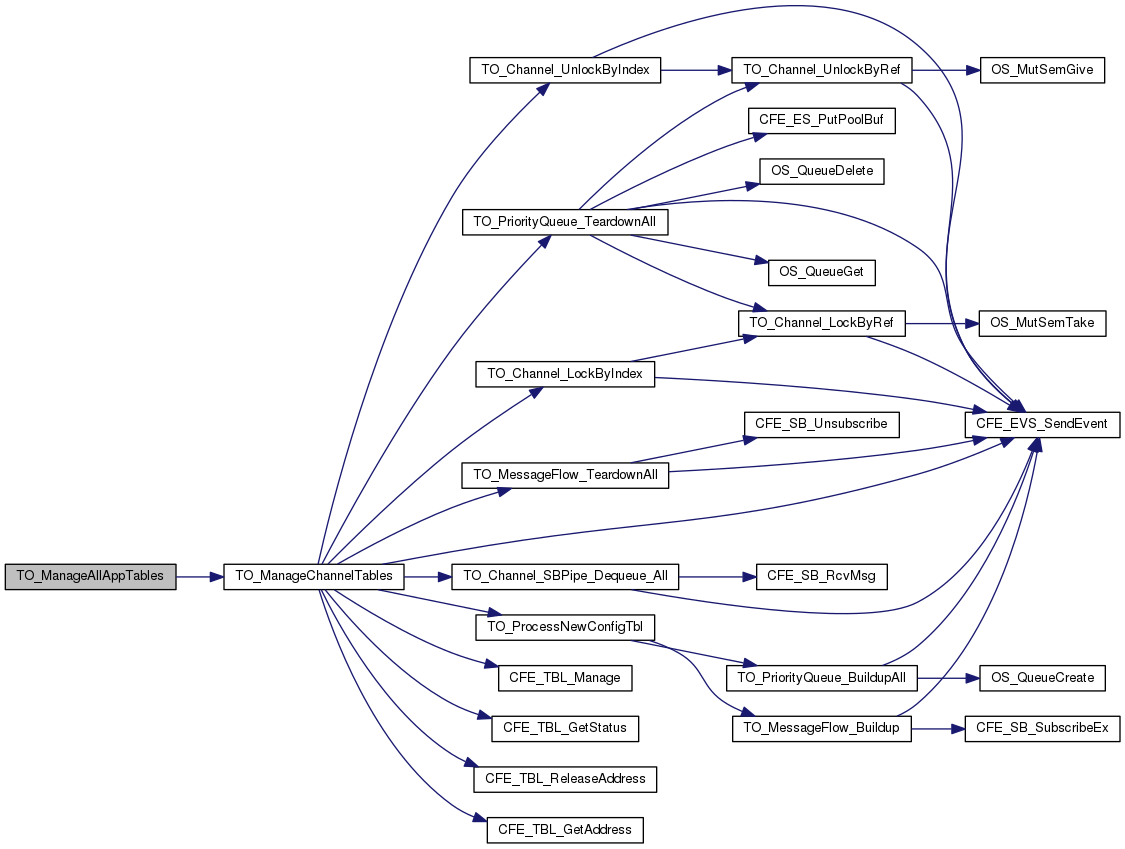 TO_ManageAllAppTables
TO_ManageChannelTables
TO_Channel_UnlockByIndex
TO_PriorityQueue_TeardownAll
TO_Channel_LockByIndex
TO_MessageFlow_TeardownAll
TO_Channel_SBPipe_Dequeue_All
TO_ProcessNewConfigTbl
CFE_TBL_Manage
CFE_TBL_GetStatus
CFE_TBL_ReleaseAddress
CFE_TBL_GetAddress
TO_Channel_UnlockByRef
CFE_ES_PutPoolBuf
OS_QueueDelete
OS_QueueGet
TO_Channel_LockByRef
CFE_SB_Unsubscribe
CFE_SB_RcvMsg
TO_PriorityQueue_BuildupAll
TO_MessageFlow_Buildup
OS_MutSemGive
OS_MutSemTake
CFE_EVS_SendEvent
OS_QueueCreate
CFE_SB_SubscribeEx